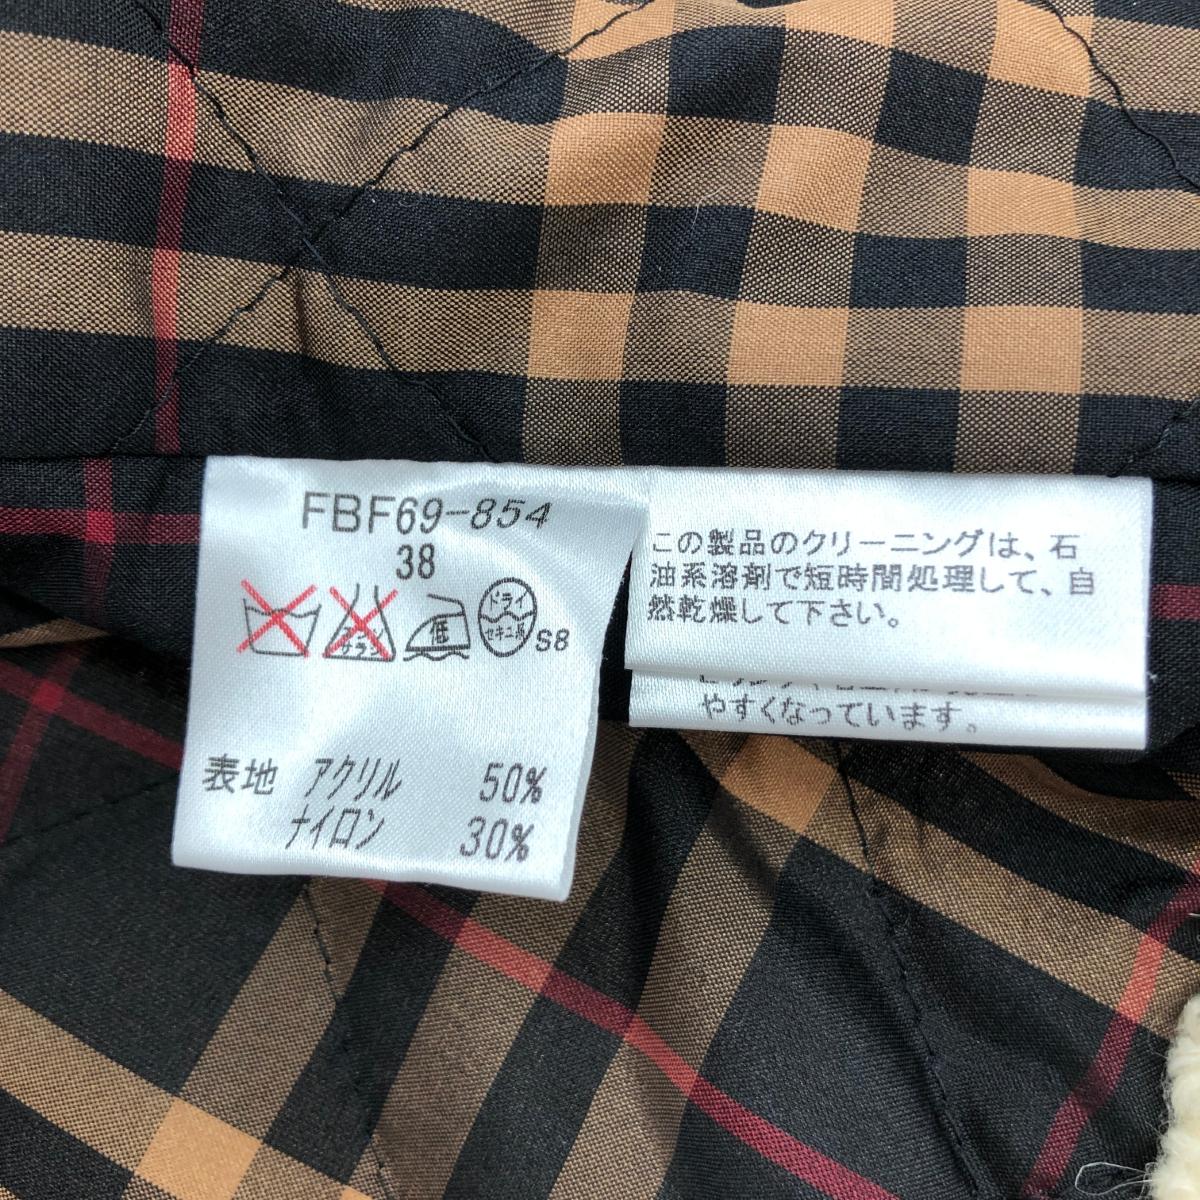 FBF69-854
38
低
ドライ
セキユ系
S8
表地 アクリル 50%
ナイロン 30%
この製品のクリーニングは、石
油系溶剤で短時間処理して、自
然乾燥して下さい。
やすくなっています。